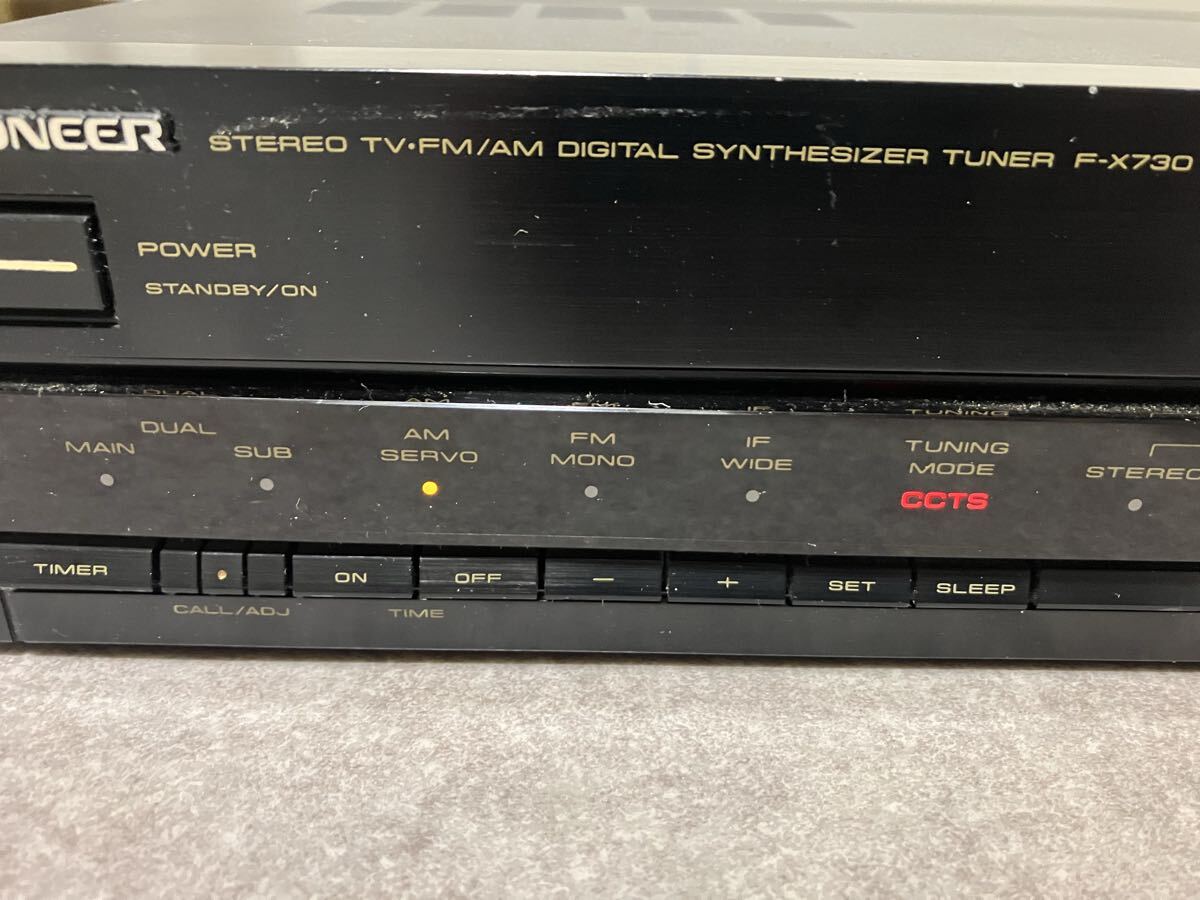 ONEER STEREO TV•FM/AM DIGITAL SYNTHESIZER TUNER F-X730
POWER
STANDBY/ON
DUAL
MAIN
SUB
AM
SERVO
FM
MONO
IF
WIDE
TUNING
MODE
CCTS
STEREO
TIMER
ON
OFF
−
+
SET
SLEEP
CALL/ADJ
TIME